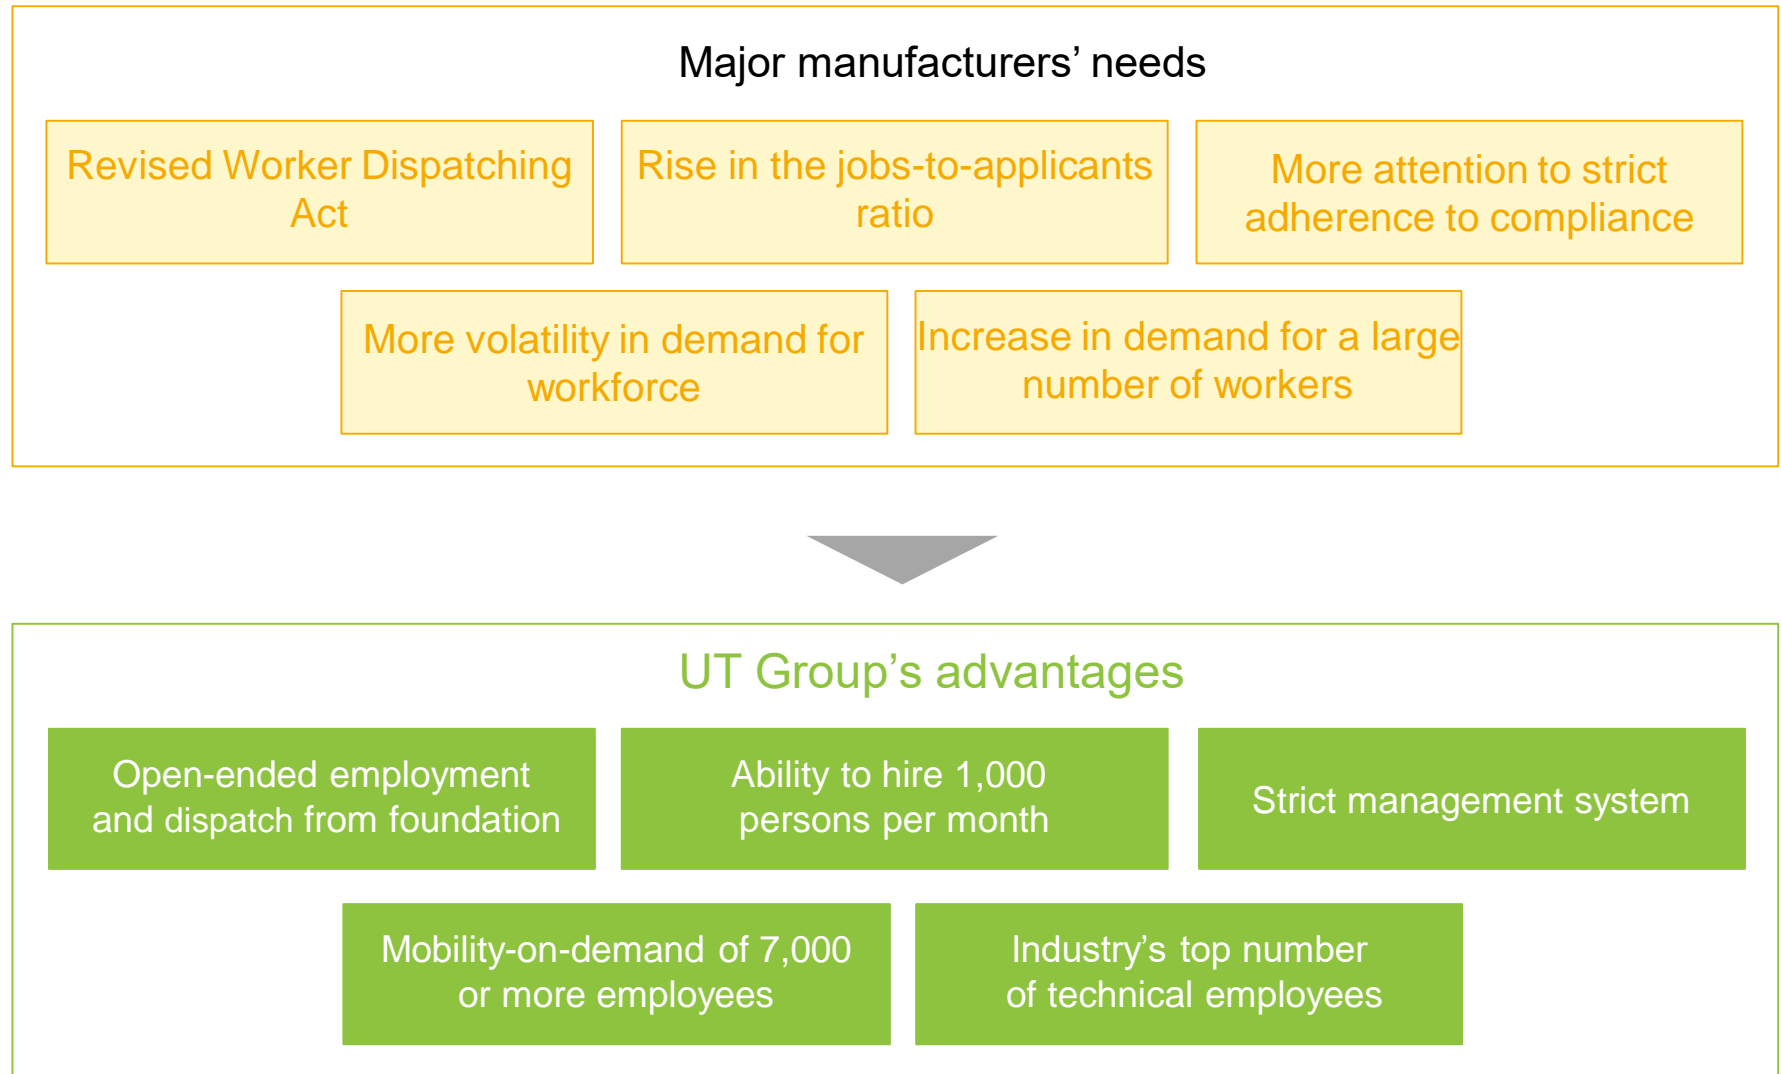 Major manufacturers’ needs
Revised Worker Dispatching
Act
Rise in the jobs-to-applicants
ratio
More attention to strict
adherence to compliance
More volatility in demand for
workforce
Increase in demand for a large
number of workers
UT Group’s advantages
Open-ended employment
and dispatch from foundation
Ability to hire 1,000
persons per month
Strict management system
Mobility-on-demand of 7,000
or more employees
Industry’s top number
of technical employees